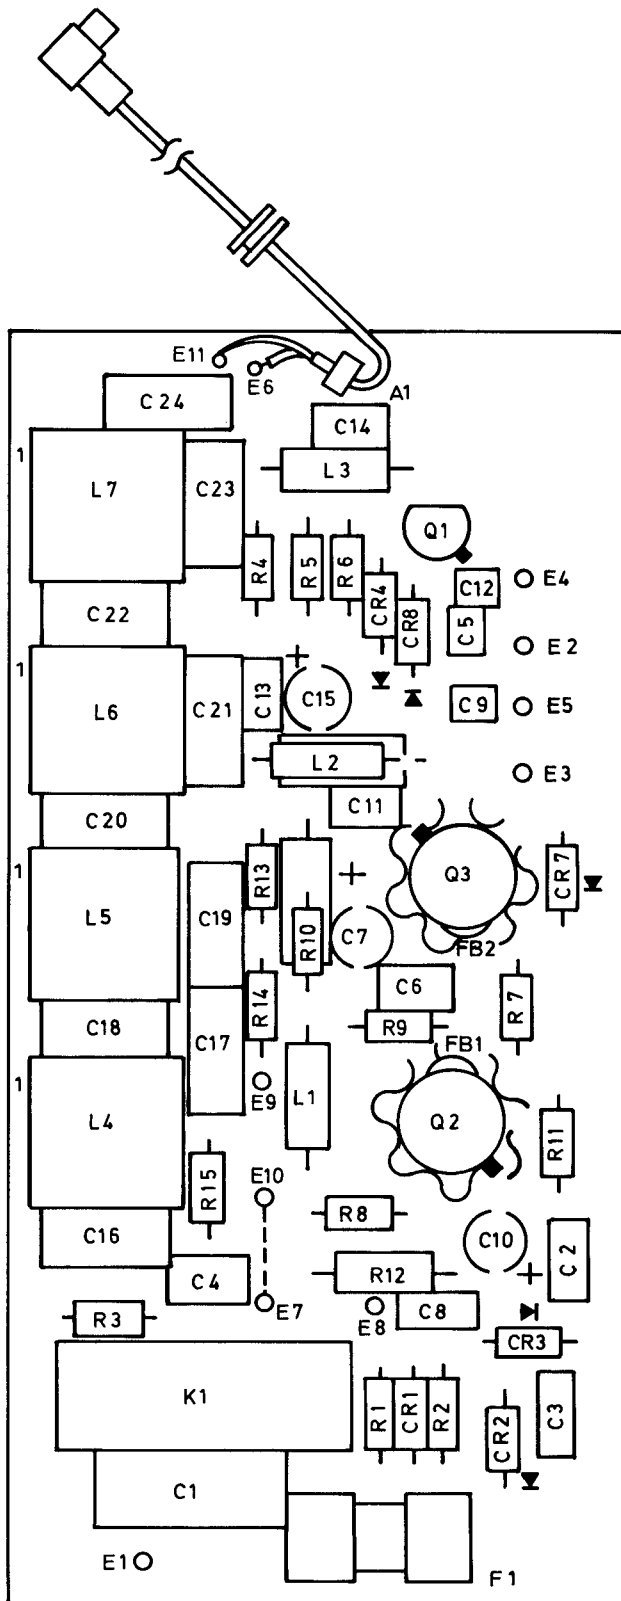 E11
E6
A1
C24
C14
1
L7
C23
L3
Q1
R4
R5
R6
CR4
CR8
C12
E4
C5
C22
E2
1
L6
C21
C13
+
C15
C9
E5
L2
E3
C20
C11
1
L5
C19
R13
+
Q3
CR7
R10
C7
FB2
C18
C17
R14
C6
R7
R9
1
L4
E9
L1
FB1
Q2
R11
R15
E10
C16
R8
C10
C2
C4
R12
+
R3
E7
E8
C8
CR3
K1
R1
CR1
R2
CR2
C3
C1
E1
F1